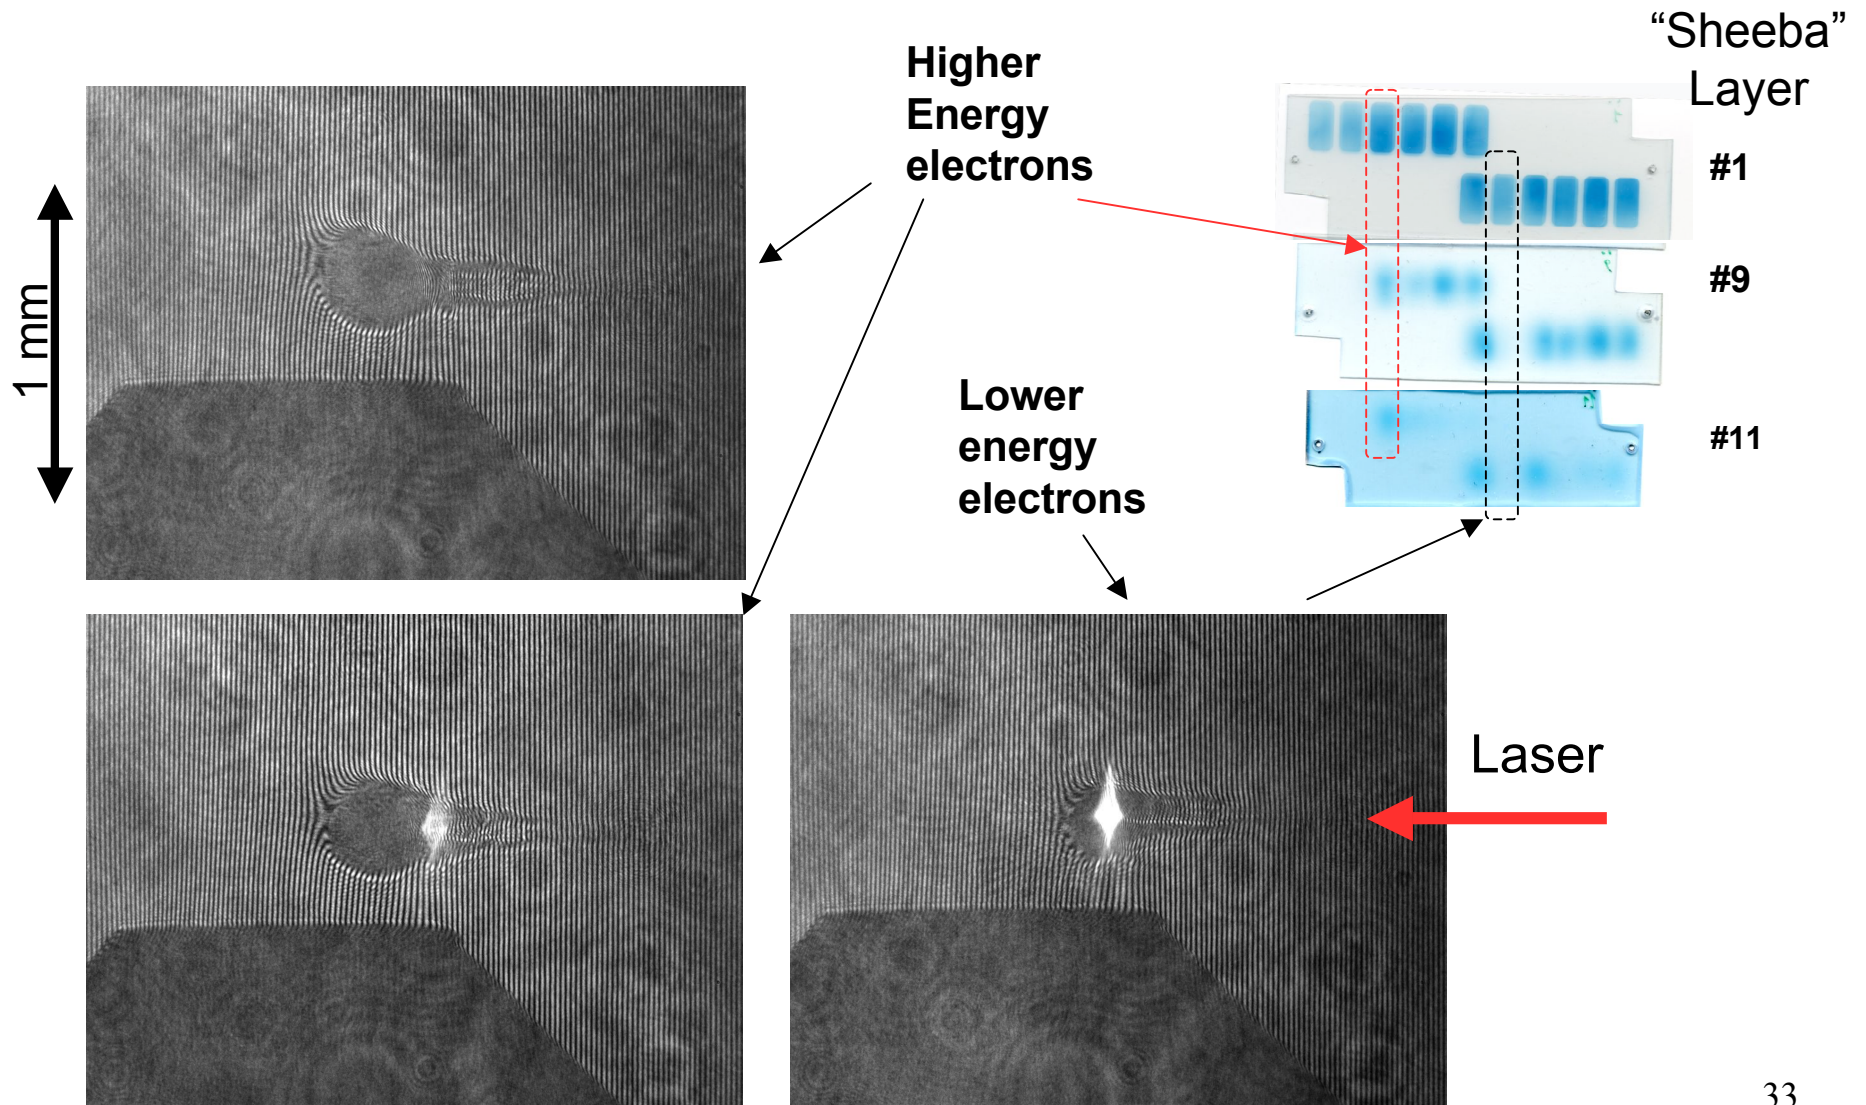 “Sheeba”
Layer
Higher
Energy
electrons
#1
#9
1 mm
Lower
energy
electrons
#11
Laser
33